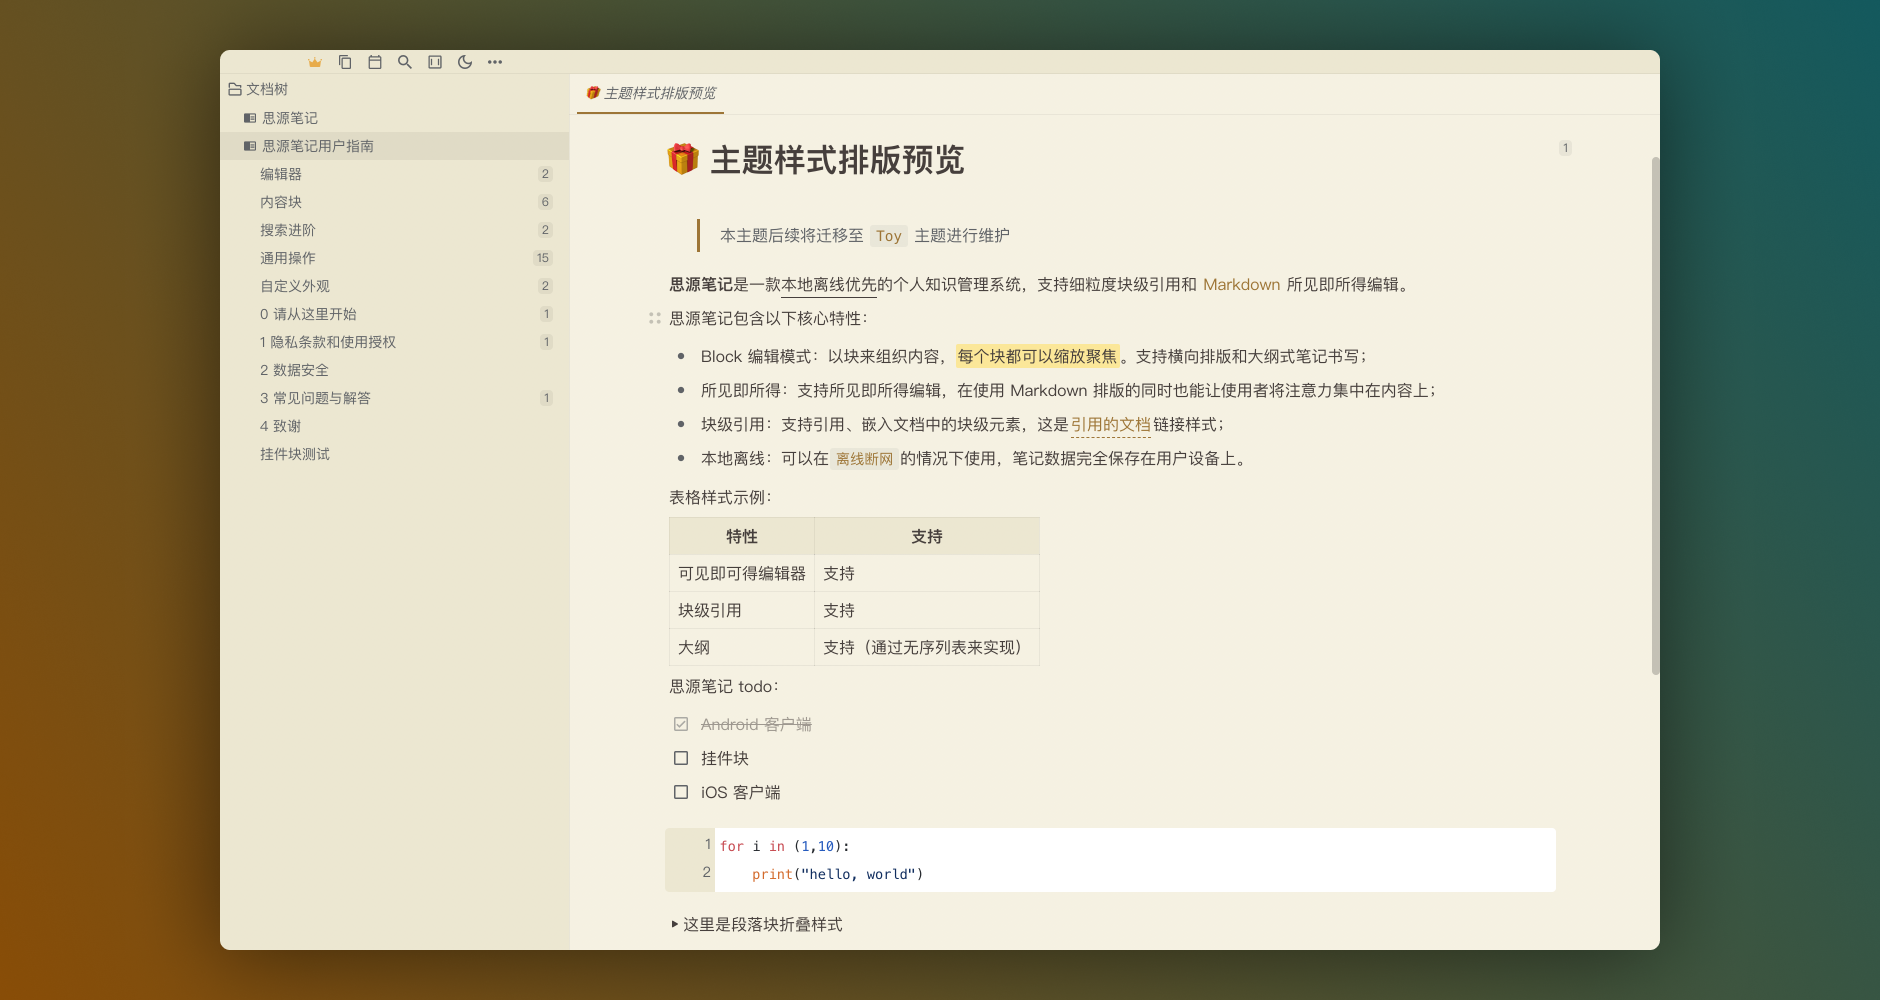 文档树
思源笔记
思源笔记用户指南
编辑器 2
内容块 6
搜索进阶 2
通用操作 15
自定义外观 2
0 请从这里开始 1
1 隐私条款和使用授权 1
2 数据安全
3 常见问题与解答 1
4 致谢
挂件块测试
主题样式排版预览
主题样式排版预览
1
本主题后续将迁移至 Toy 主题进行维护
思源笔记是一款本地离线优先的个人知识管理系统，支持细粒度块级引用和 Markdown 所见即所得编辑。
思源笔记包含以下核心特性：
Block 编辑模式：以块来组织内容，每个块都可以缩放聚焦。支持横向排版和大纲式笔记书写；
所见即所得：支持所见即所得编辑，在使用 Markdown 排版的同时也能让使用者将注意力集中在内容上；
块级引用：支持引用、嵌入文档中的块级元素，这是引用的文档链接样式；
本地离线：可以在离线断网的情况下使用，笔记数据完全保存在用户设备上。
表格样式示例：
特性 支持
可见即可得编辑器 支持
块级引用 支持
大纲 支持（通过无序列表来实现）
思源笔记 todo：
Android 客户端
挂件块
iOS 客户端
1 for i in (1,10):
2 print("hello, world")
这里是段落块折叠样式